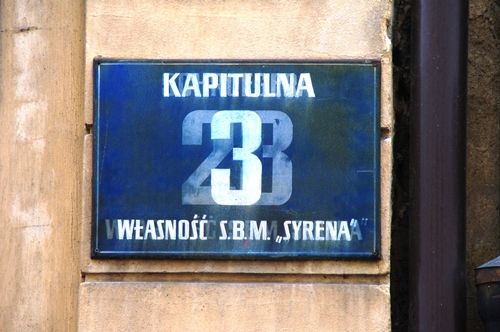 KAPITULNA
3
WŁASNOŚĆ S.B.M. „SYRENA"